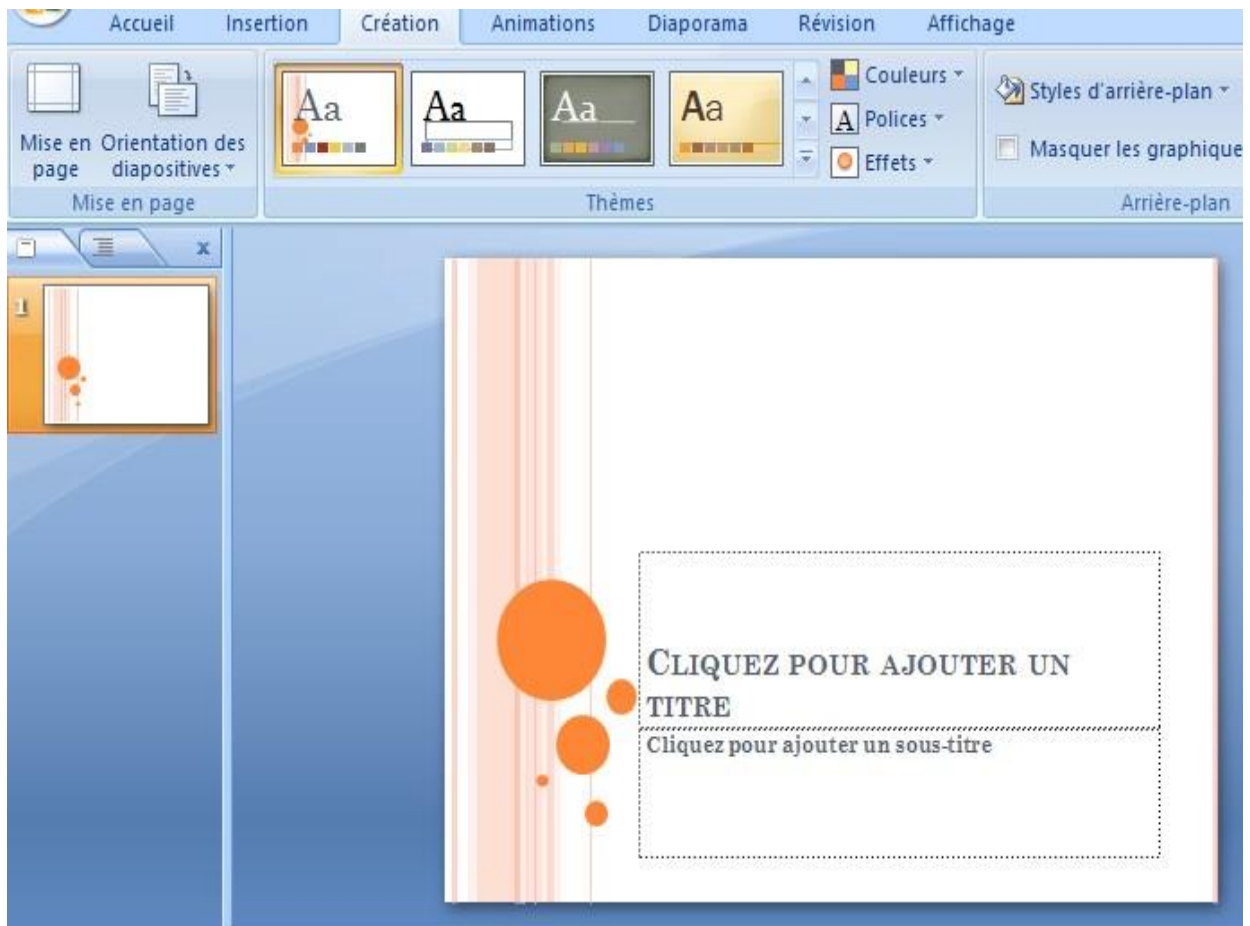 Accueil Insertion Création Animations Diaporama Révision Affichage
Mise en page
Orientation des diapositives
Aa Aa Aa Aa
Couleurs
A Polices
Effets
Styles d'arrière-plan
Masquer les graphique
Mise en page Thèmes Arrière-plan
x
1
CLIQUEZ POUR AJOUTER UN
TITRE
Cliquez pour ajouter un sous-titre